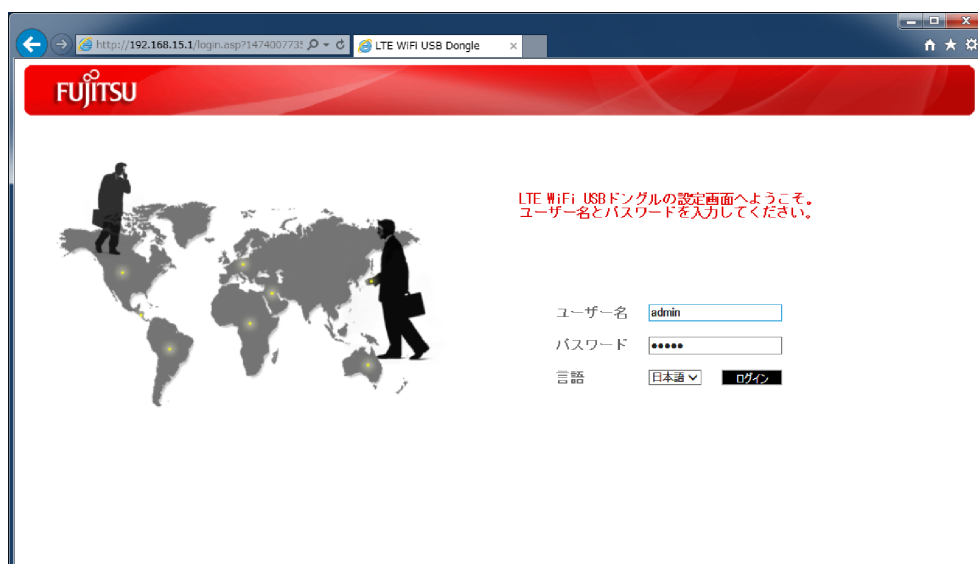 http://192.168.15.1/login.asp?147400773
LTE WIFI USB Dongle
FUJITSU
LTE WiFi USBドングルの設定画面へようこそ。
ユーザー名とパスワードを入力してください。
ユーザー名 admin
パスワード •••••
言語 日本語 ログイン